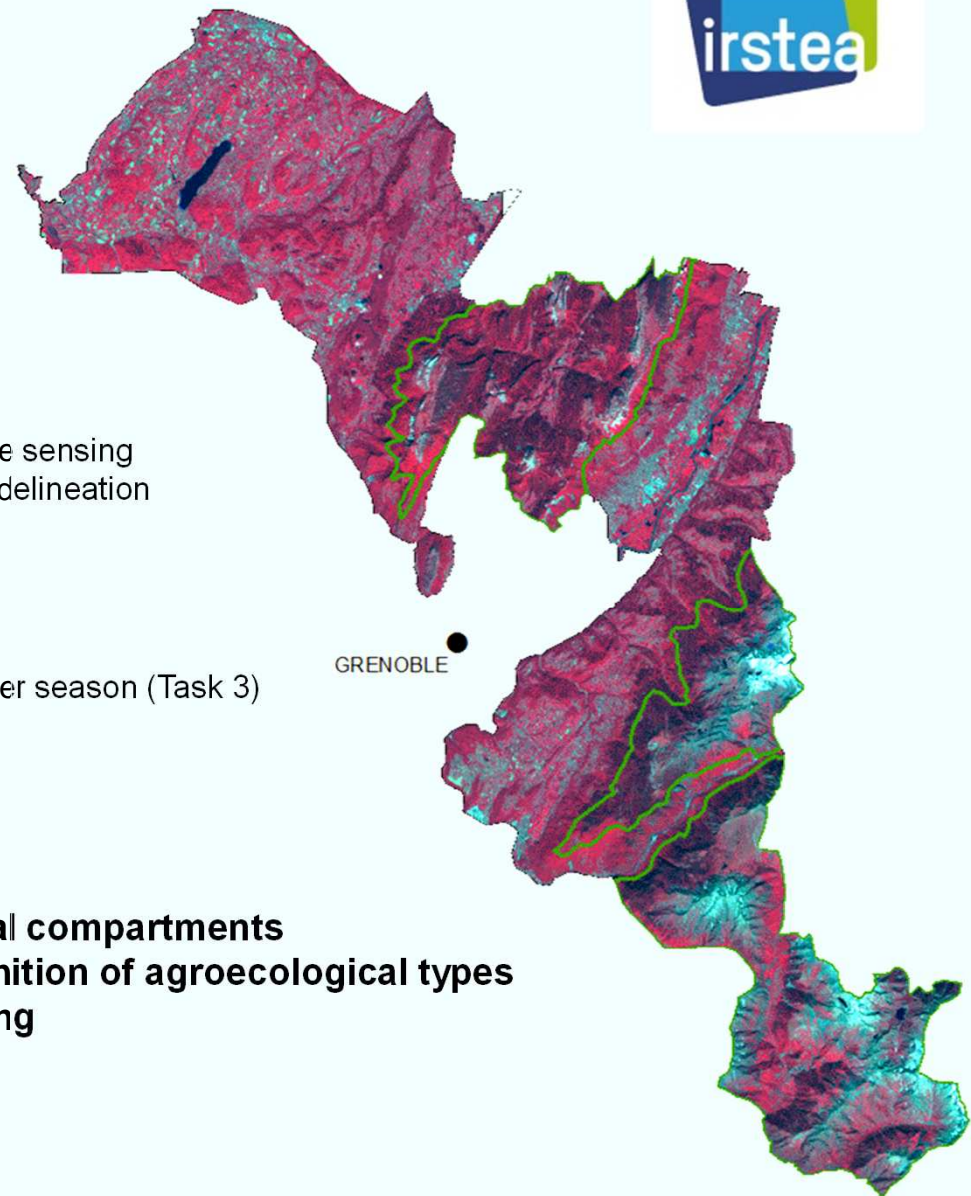 irstea
e sensing
delineation
GRENOBLE
er season (Task 3)
al compartments
nition of agroecological types
ng